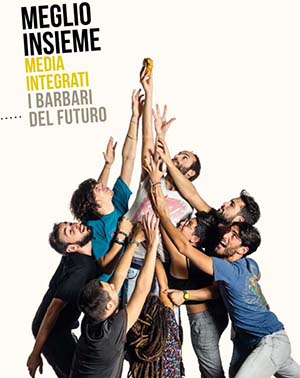 MEGLIO
INSIEME
MEDIA
INTEGRATI
I BARBARI
DEL FUTURO